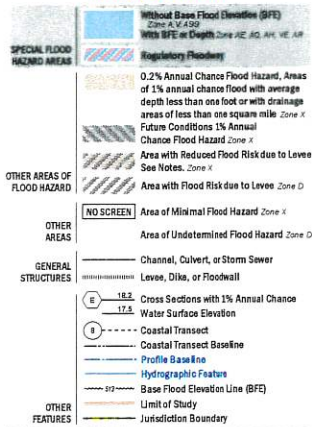 Without Base Flood Elevation (BFE)
Zone A, V, A99
With BFE or Depth Zone AE, AO, AH, VE, AR
SPECIAL FLOOD
HAZARD AREAS
Regulatory Floodway
0.2% Annual Chance Flood Hazard, Areas
of 1% annual chance flood with average
depth less than one foot or with drainage
areas of less than one square mile Zone X
Future Conditions 1% Annual
Chance Flood Hazard Zone X
Area with Reduced Flood Risk due to Levee
See Notes. Zone X
OTHER AREAS OF
FLOOD HAZARD
Area with Flood Risk due to Levee Zone D
NO SCREEN Area of Minimal Flood Hazard Zone X
OTHER
AREAS
Area of Undetermined Flood Hazard Zone D
GENERAL
STRUCTURES
Channel, Culvert, or Storm Sewer
Levee, Dike, or Floodwall
E 18.2 Cross Sections with 1% Annual Chance
17.5 Water Surface Elevation
8 Coastal Transect
Coastal Transect Baseline
Profile Baseline
Hydrographic Feature
512 Base Flood Elevation Line (BFE)
Limit of Study
OTHER
FEATURES
Jurisdiction Boundary